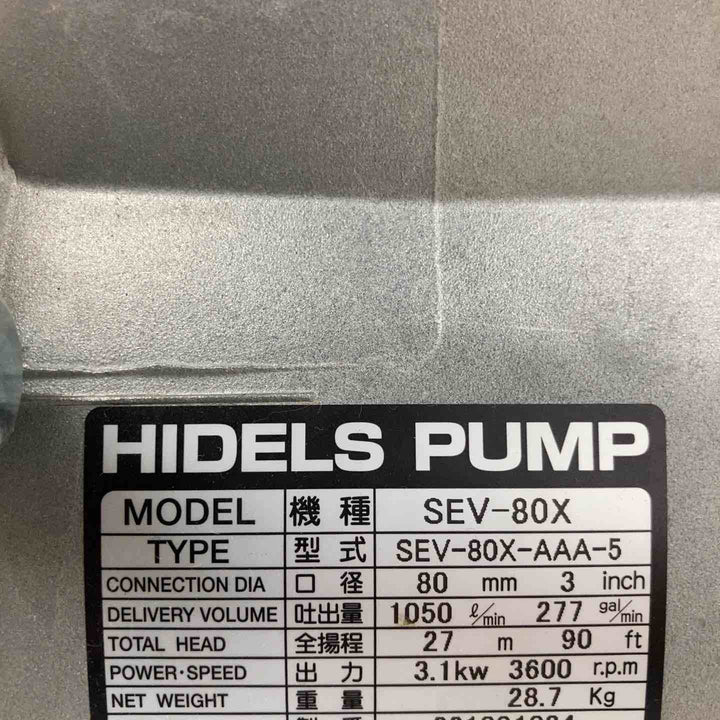 HIDELS PUMP
MODEL 機種 SEV-80X
TYPE 型式 SEV-80X-AAA-5
CONNECTION DIA 口径 80 mm 3 inch
DELIVERY VOLUME 吐出量 1050 ℓ/min 277 gal/min
TOTAL HEAD 全揚程 27 m 90 ft
POWER・SPEED 出力 3.1kw 3600 r.p.m
NET WEIGHT 重量 28.7 Kg